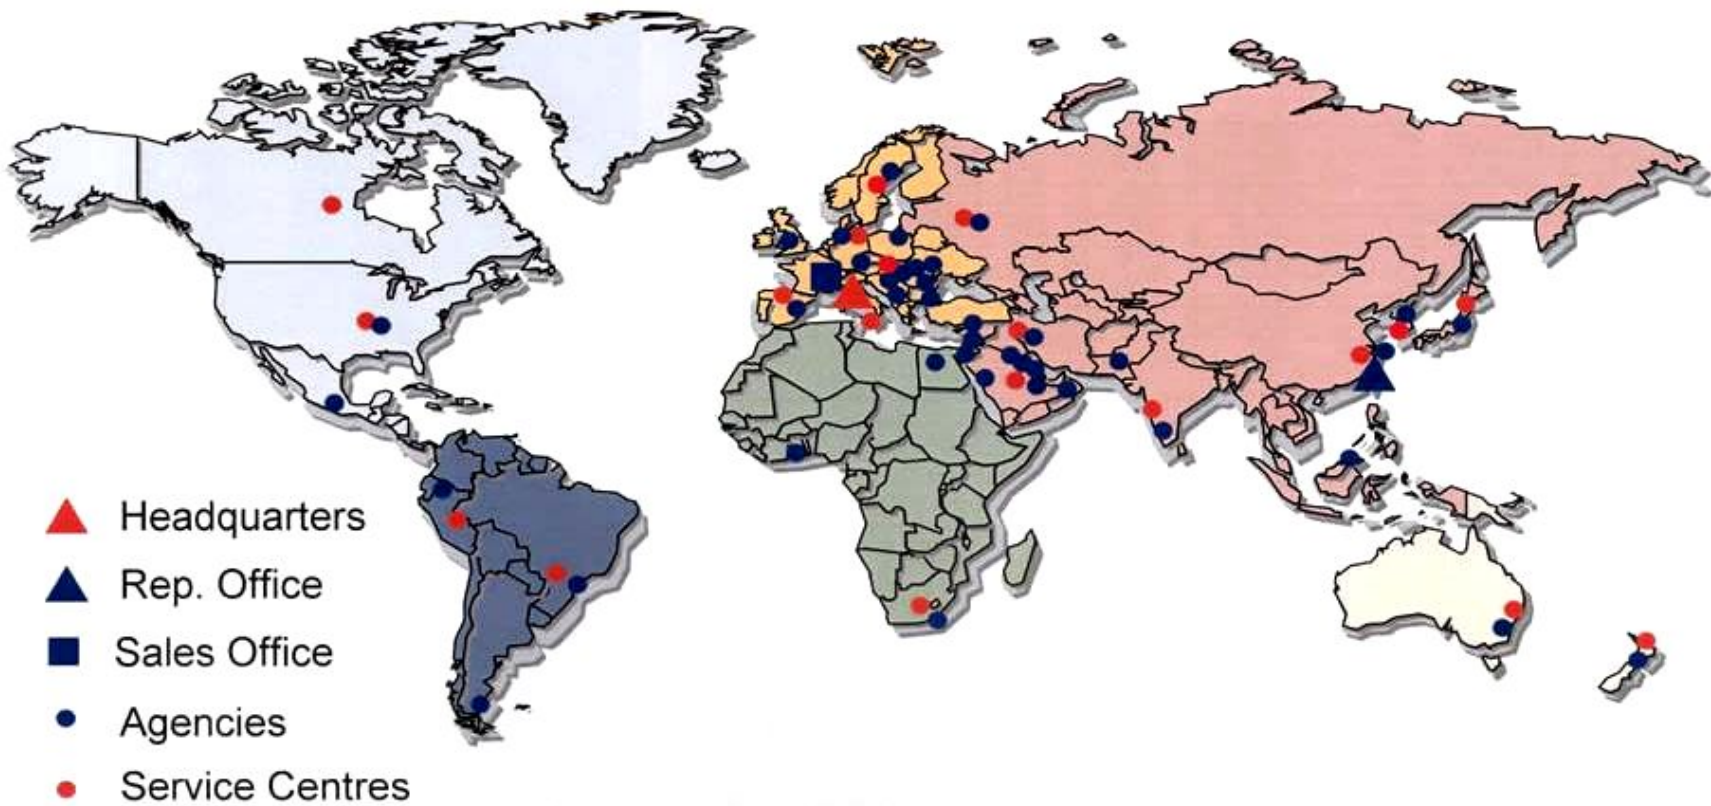 Headquarters
Rep. Office
Sales Office
Agencies
Service Centres